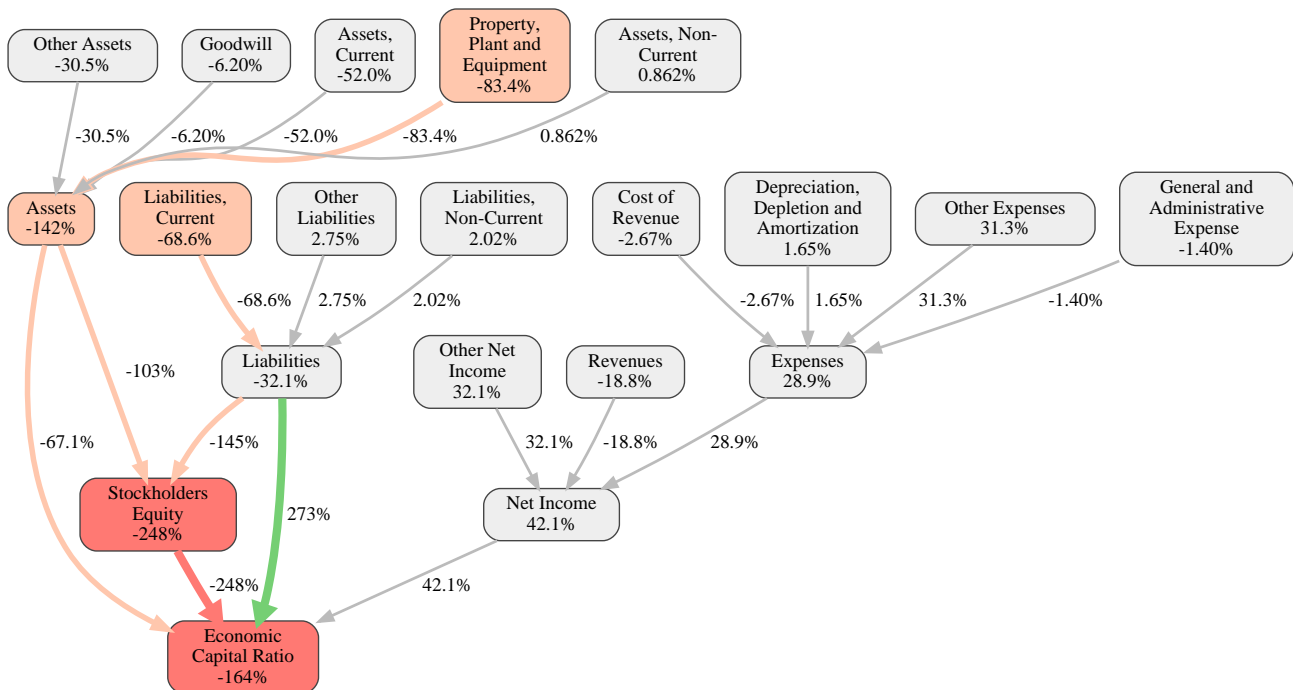 Other Assets
-30.5%
Goodwill
-6.20%
Assets,
Current
-52.0%
Property,
Plant and
Equipment
-83.4%
Assets, Non-
Current
0.862%
-30.5%
-6.20%
-52.0%
-83.4%
0.862%
Assets
-142%
Liabilities,
Current
-68.6%
Other
Liabilities
2.75%
Liabilities,
Non-Current
2.02%
Cost of
Revenue
-2.67%
Depreciation,
Depletion and
Amortization
1.65%
Other Expenses
31.3%
General and
Administrative
Expense
-1.40%
-68.6%
2.75%
2.02%
-2.67%
1.65%
31.3%
-1.40%
Liabilities
-32.1%
Other Net
Income
32.1%
Revenues
-18.8%
Expenses
28.9%
-103%
-67.1%
-145%
273%
32.1%
-18.8%
28.9%
Stockholders
Equity
-248%
Net Income
42.1%
-248%
42.1%
Economic
Capital Ratio
-164%